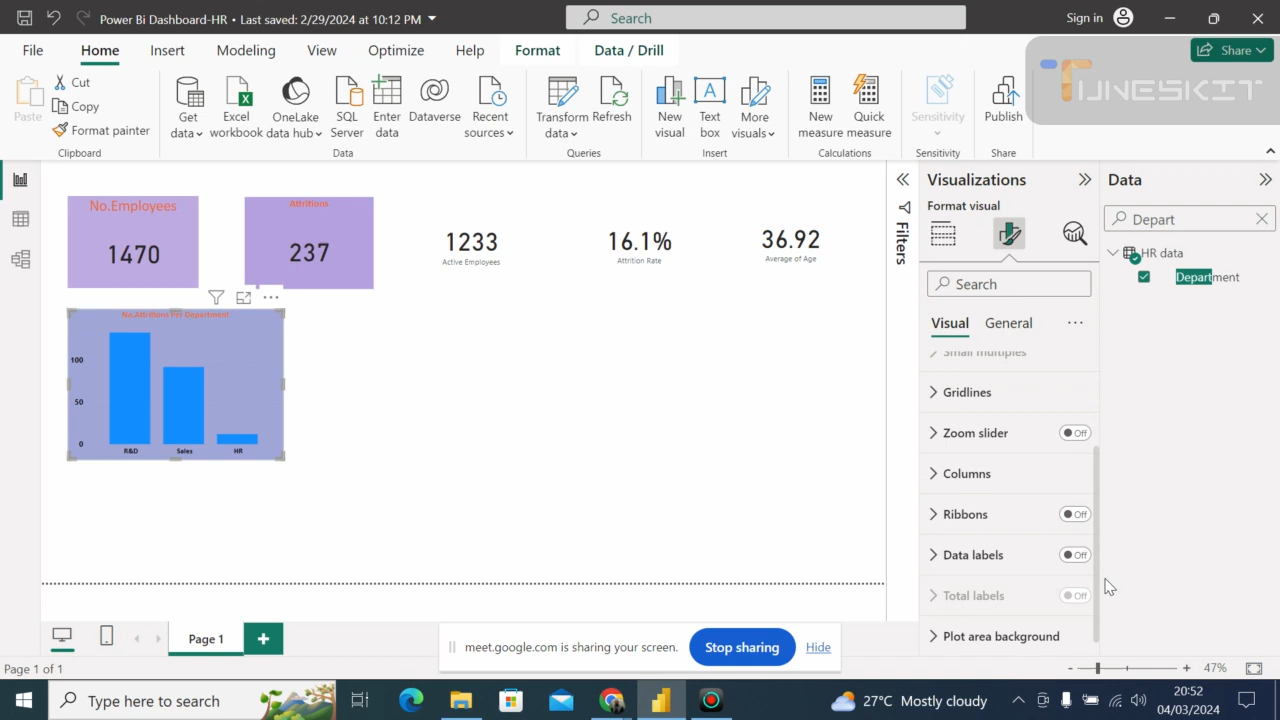 Power Bi Dashboard-HR • Last saved: 2/29/2024 at 10:12 PM
Search
Sign in
File
Home
Insert
Modeling
View
Optimize
Help
Format
Data / Drill
Share
TUNESKIT
Paste
Cut
Copy
Format painter
Get data
Excel workbook
OneLake data hub
SQL Server
Enter data
Dataverse
Recent sources
Transform data
Refresh
New visual
Text box
More visuals
New measure
Quick measure
Sensitivity
Publish
Clipboard
Data
Queries
Insert
Calculations
Sensitivity
Share
No.Employees
1470
Attritions
237
1233
Active Employees
16.1%
Attrition Rate
36.92
Average of Age
No.Attritions Per Department
100
50
0
R&D
Sales
HR
Filters
Visualizations
Format visual
Search
Visual
General
Small multiples
Gridlines
Zoom slider
Off
Columns
Ribbons
Off
Data labels
Off
Total labels
Off
Plot area background
Data
Depart
HR data
Department
Page 1
meet.google.com is sharing your screen.
Stop sharing
Hide
Page 1 of 1
47%
Type here to search
27°C Mostly cloudy
20:52
04/03/2024